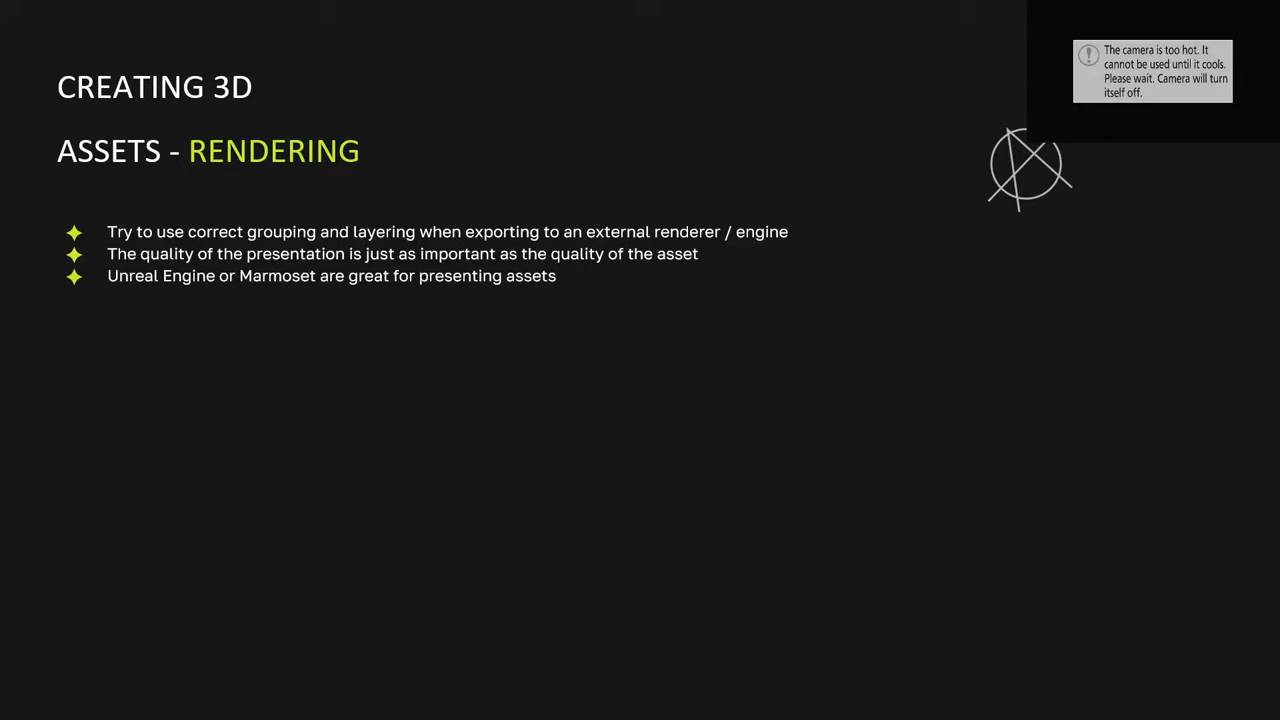 CREATING 3D
ASSETS - RENDERING
Try to use correct grouping and layering when exporting to an external renderer / engine
The quality of the presentation is just as important as the quality of the asset
Unreal Engine or Marmoset are great for presenting assets
The camera is too hot. It
cannot be used until it cools.
Please wait. Camera will turn
itself off.